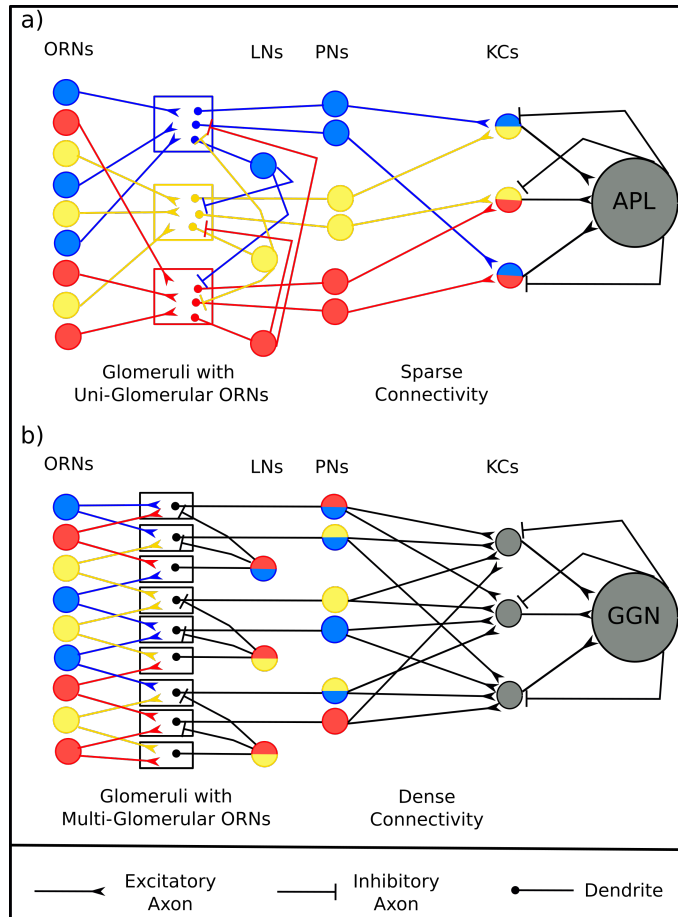 a)
ORNs
LNs
PNs
KCs
APL
Glomeruli with
Uni-Glomerular ORNs
Sparse
Connectivity
b)
ORNs
LNs
PNs
KCs
GGN
Glomeruli with
Multi-Glomerular ORNs
Dense
Connectivity
Excitatory
Axon
Inhibitory
Axon
Dendrite